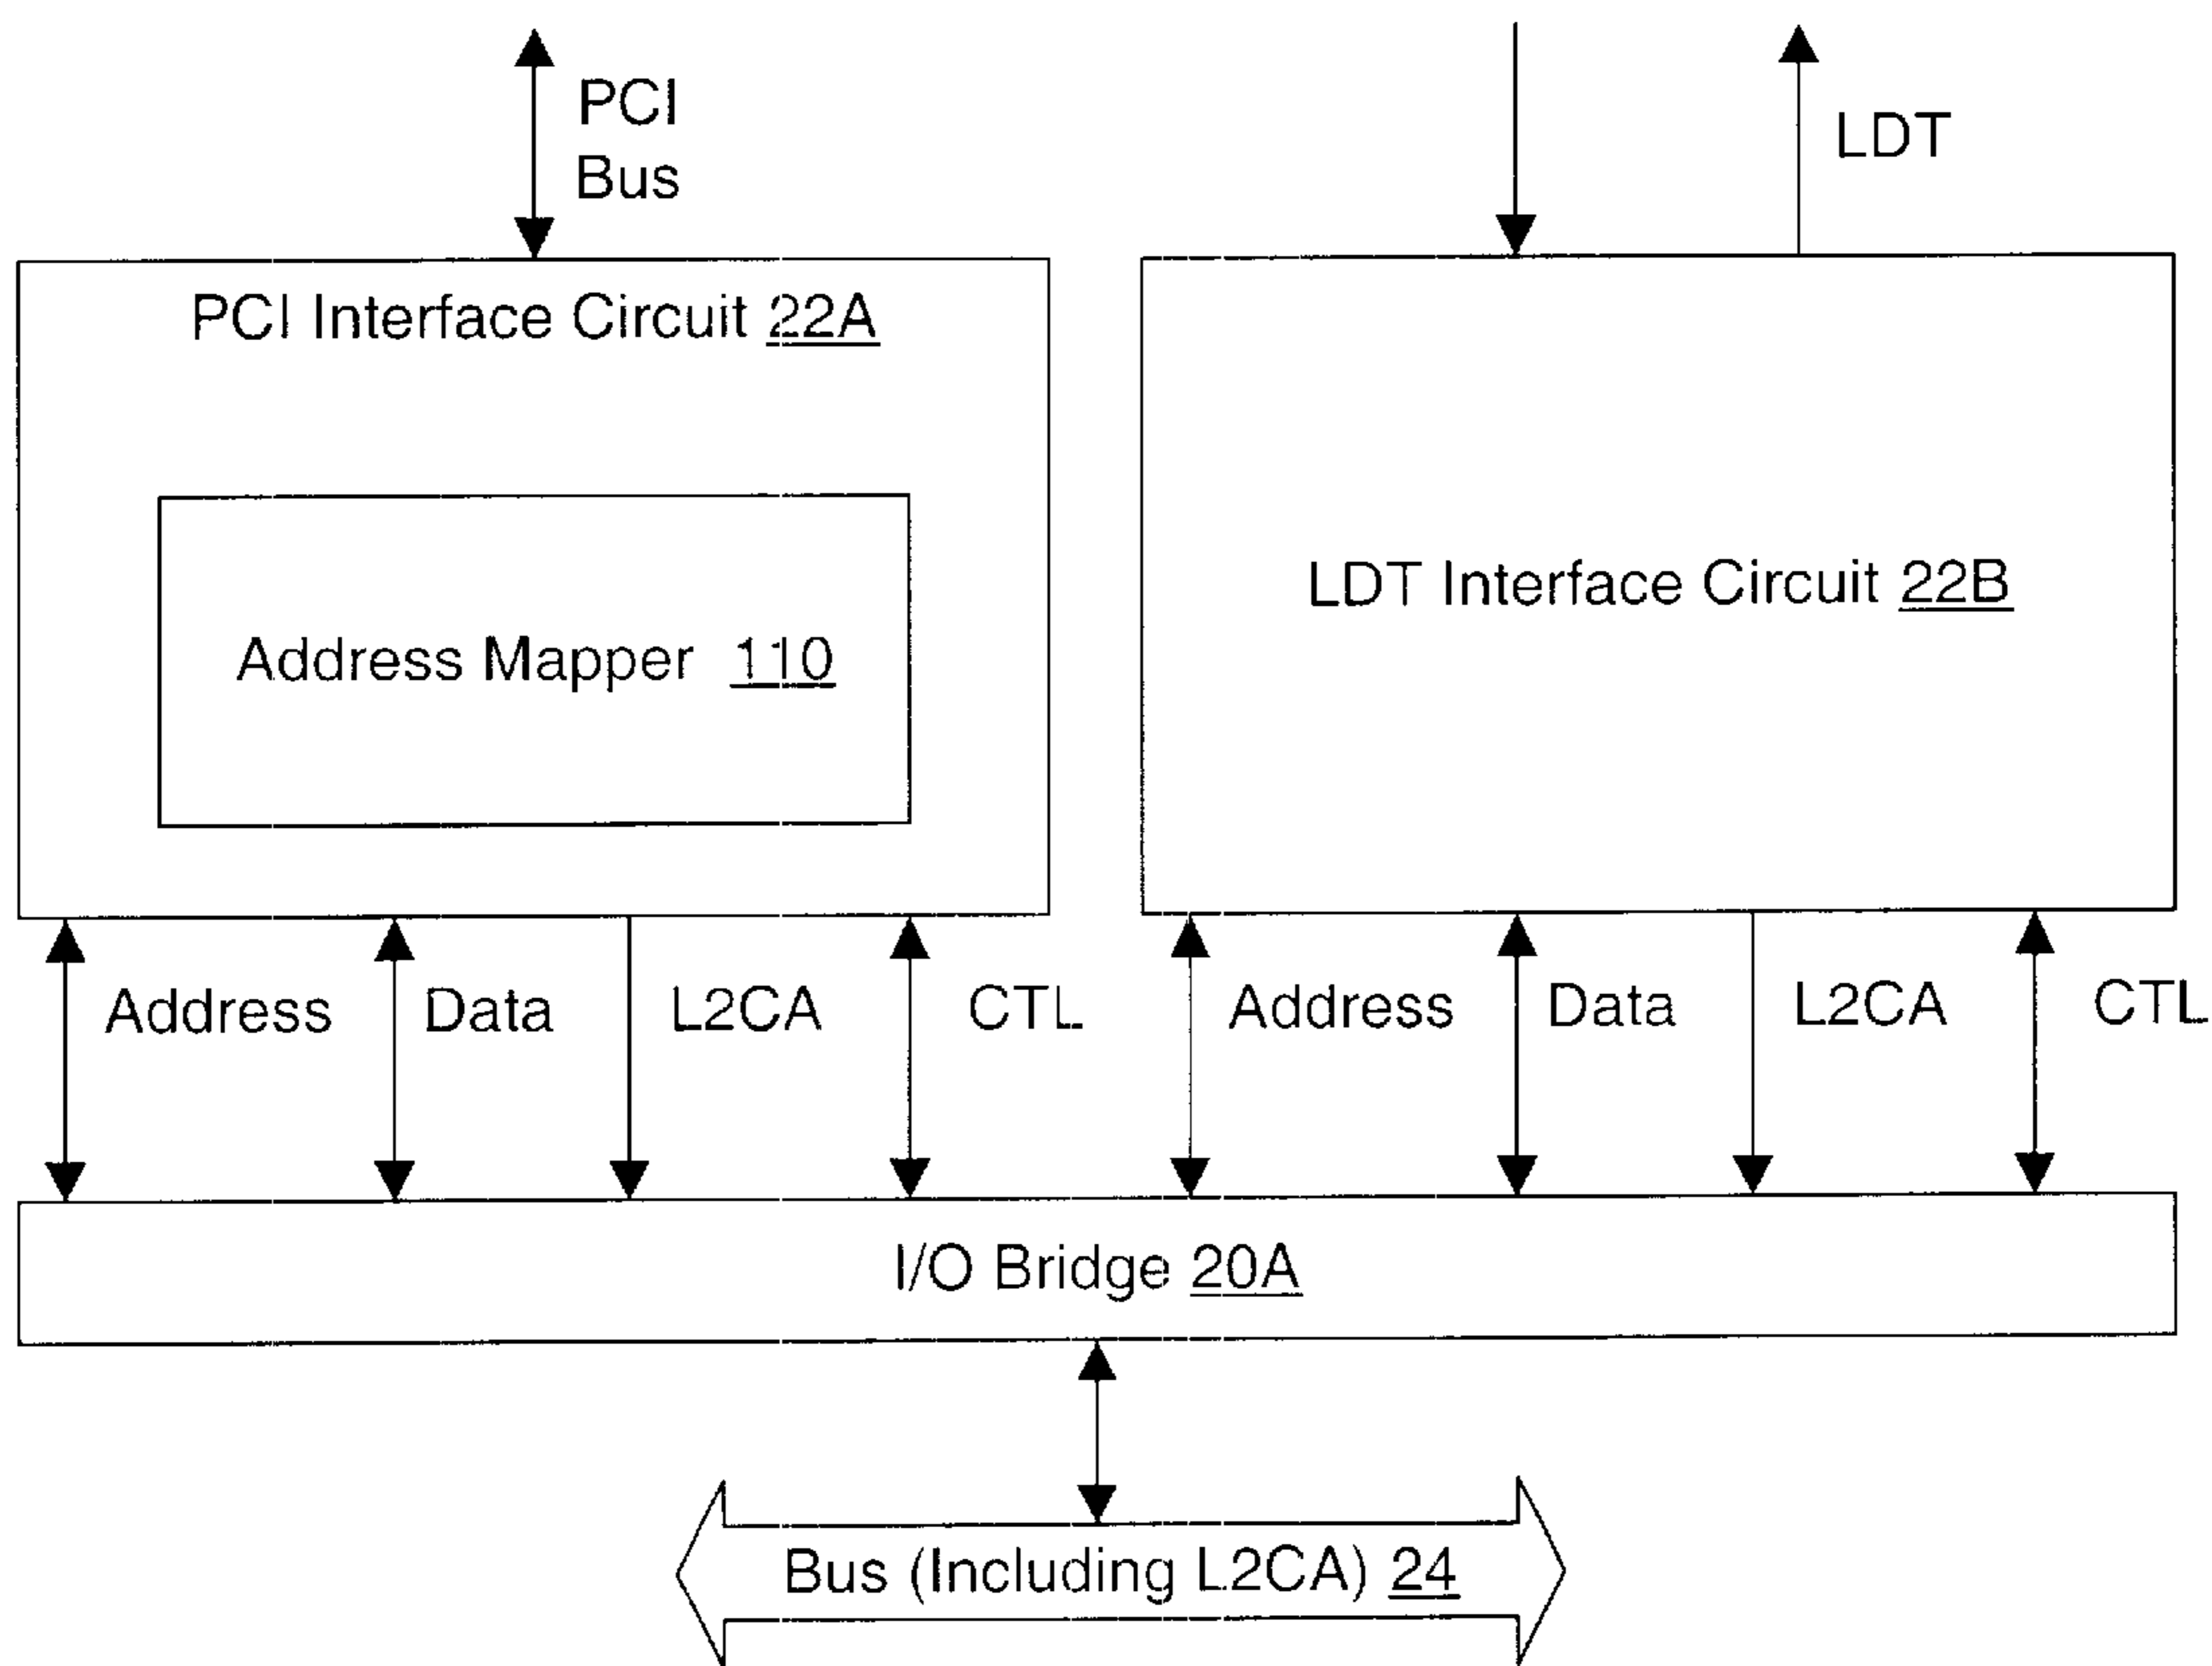 PCI
Bus
LDT
PCI Interface Circuit 22A
LDT Interface Circuit 22B
Address Mapper 110
Address
Data
L2CA
CTL
Address
Data
L2CA
CTL
I/O Bridge 20A
Bus (Including L2CA) 24